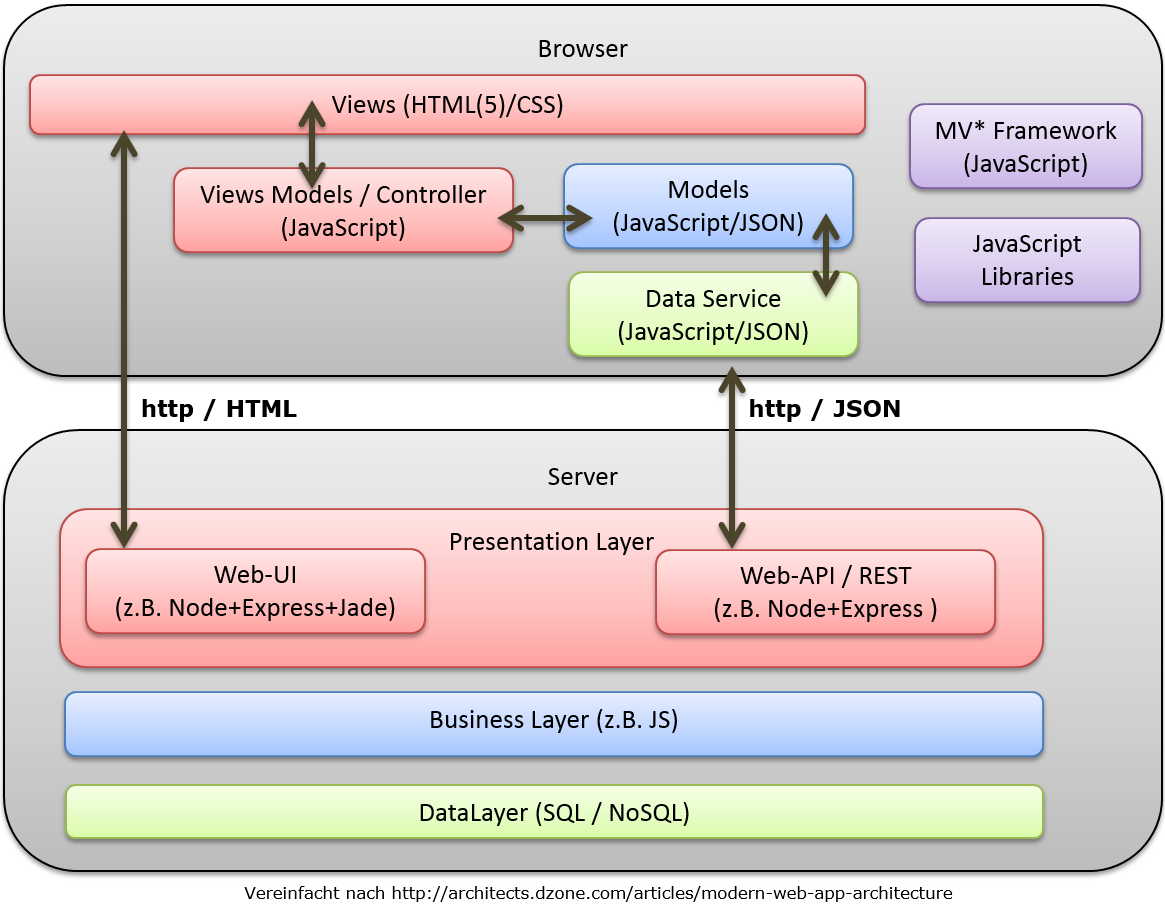 Browser
Views (HTML(5)/CSS)
MV* Framework
(JavaScript)
Views Models / Controller
(JavaScript)
Models
(JavaScript/JSON)
JavaScript
Libraries
Data Service
(JavaScript/JSON)
http / HTML
http / JSON
Server
Presentation Layer
Web-UI
(z.B. Node+Express+Jade)
Web-API / REST
(z.B. Node+Express )
Business Layer (z.B. JS)
DataLayer (SQL / NoSQL)
Vereinfacht nach http://architects.dzone.com/articles/modern-web-app-architecture